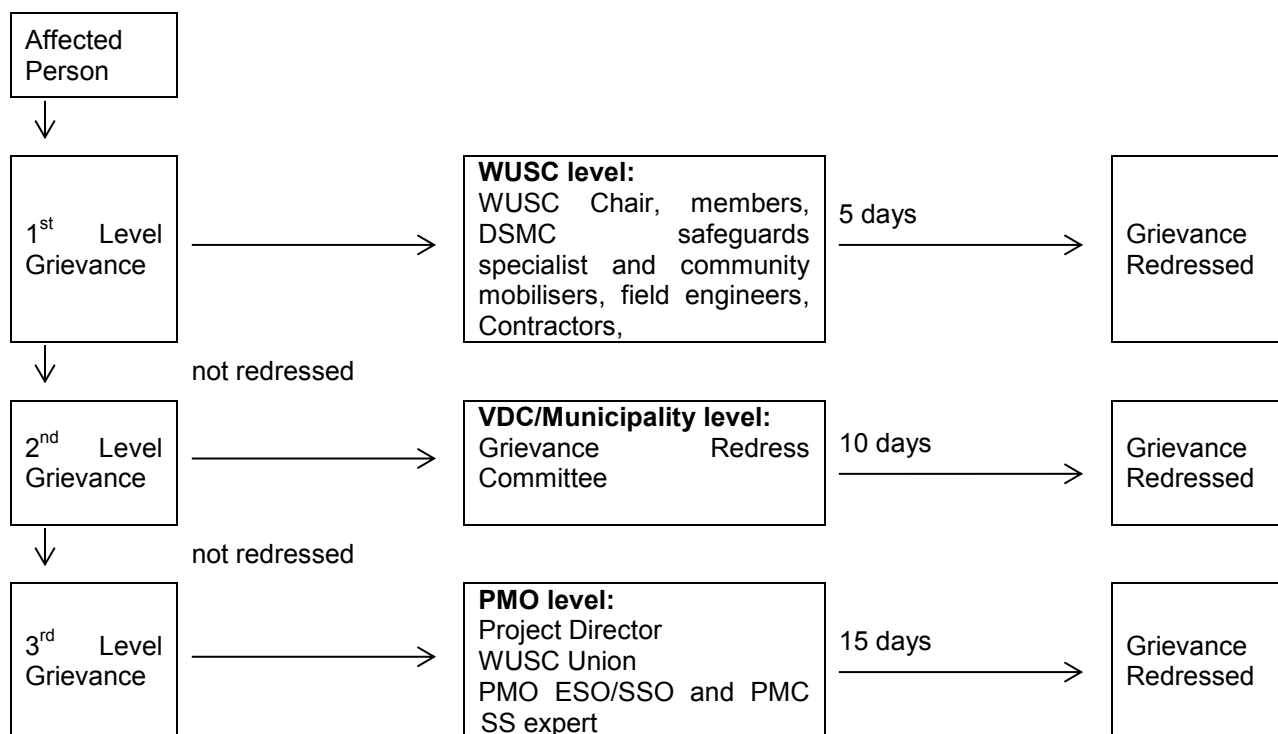 Affected
Person
1st Level
Grievance
WUSC level:
WUSC Chair, members,
DSMC safeguards
specialist and community
mobilisers, field engineers,
Contractors,
5 days
Grievance
Redressed
not redressed
2nd Level
Grievance
VDC/Municipality level:
Grievance Redress
Committee
10 days
Grievance
Redressed
not redressed
3rd Level
Grievance
PMO level:
Project Director
WUSC Union
PMO ESO/SSO and PMC
SS expert
15 days
Grievance
Redressed